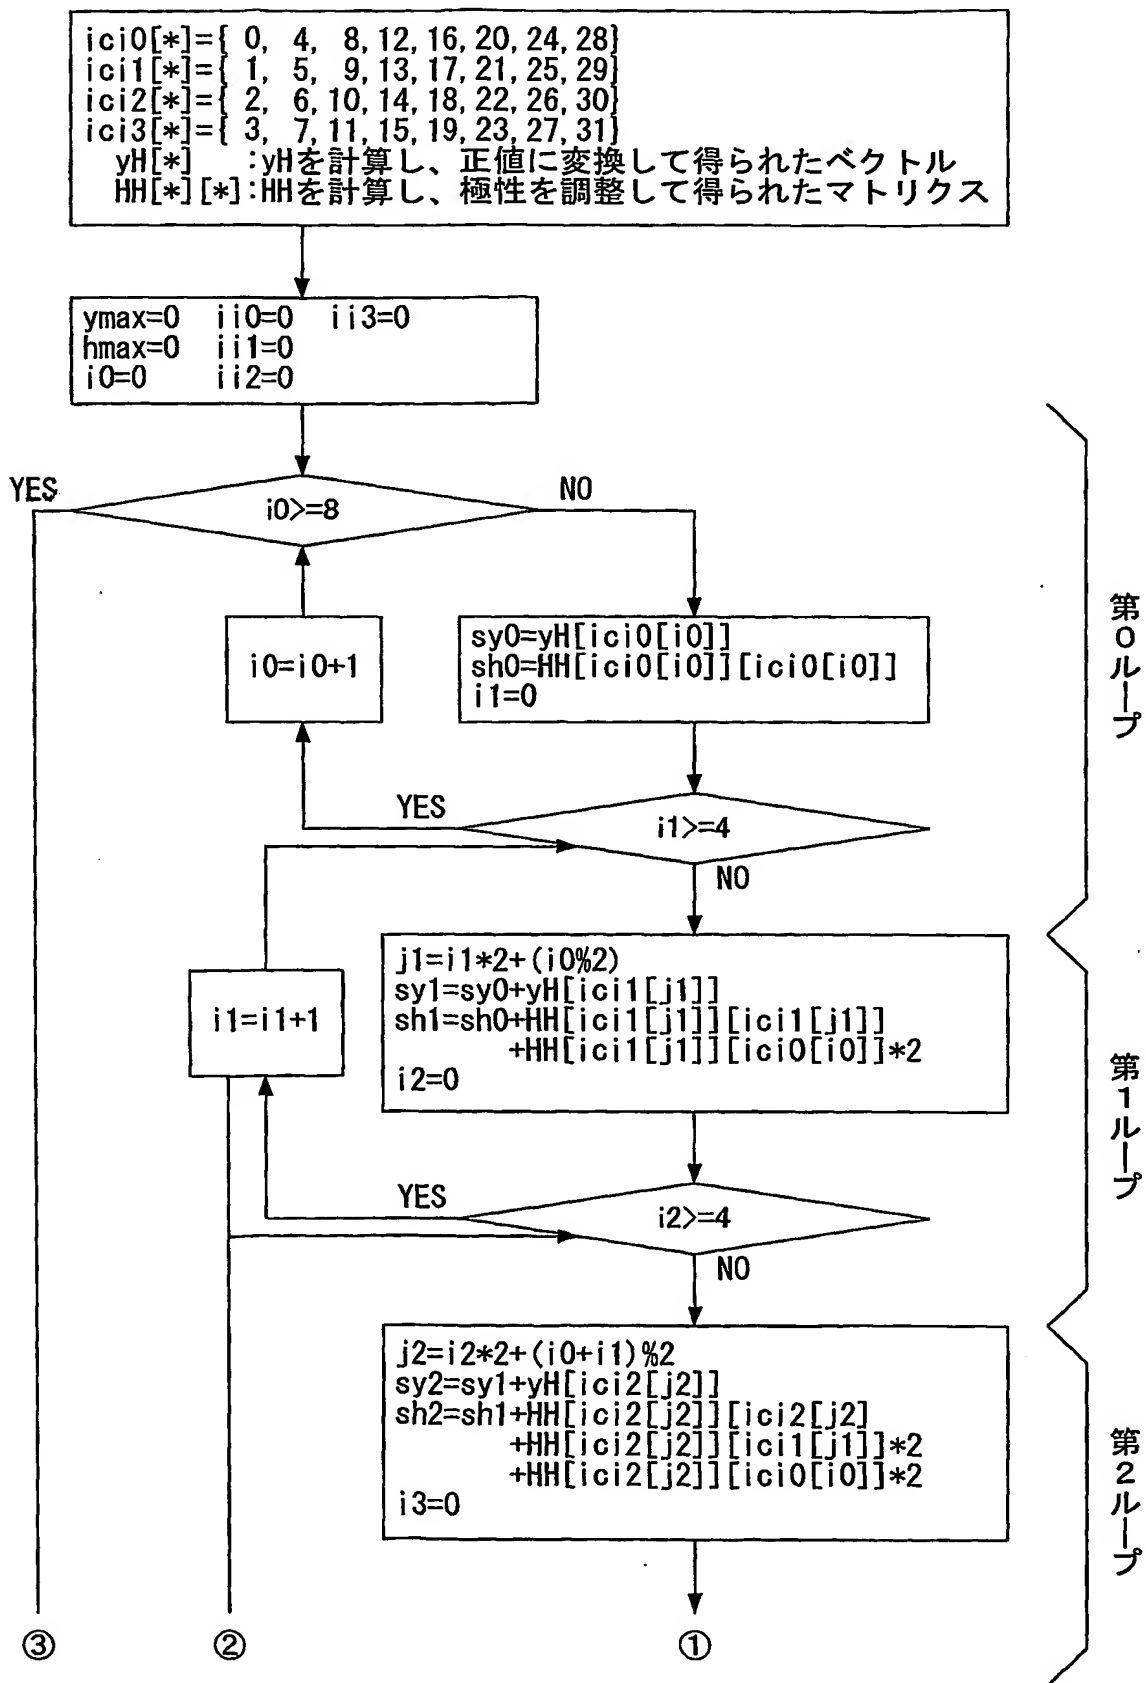 ici0[*]={ 0, 4, 8,12,16,20,24,28}
ici1[*]={ 1, 5, 9,13,17,21,25,29}
ici2[*]={ 2, 6,10,14,18,22,26,30}
ici3[*]={ 3, 7,11,15,19,23,27,31}
yH[*] :yHを計算し、正値に変換して得られたベクトル
HH[*][*]:HHを計算し、極性を調整して得られたマトリクス
ymax=0 ii0=0 ii3=0
hmax=0 ii1=0
i0=0 ii2=0
YES
i0>=8
NO
i0=i0+1
sy0=yH[ici0[i0]]
sh0=HH[ici0[i0]][ici0[i0]]
i1=0
第0ループ
YES
i1>=4
NO
i1=i1+1
j1=i1*2+(i0%2)
sy1=sy0+yH[ici1[j1]]
sh1=sh0+HH[ici1[j1]][ici1[j1]]
+HH[ici1[j1]][ici0[i0]]*2
i2=0
第1ループ
YES
i2>=4
NO
j2=i2*2+(i0+i1)%2
sy2=sy1+yH[ici2[j2]]
sh2=sh1+HH[ici2[j2]][ici2[j2]
+HH[ici2[j2]][ici1[j1]]*2
+HH[ici2[j2]][ici0[i0]]*2
i3=0
第2ループ
③
②
①